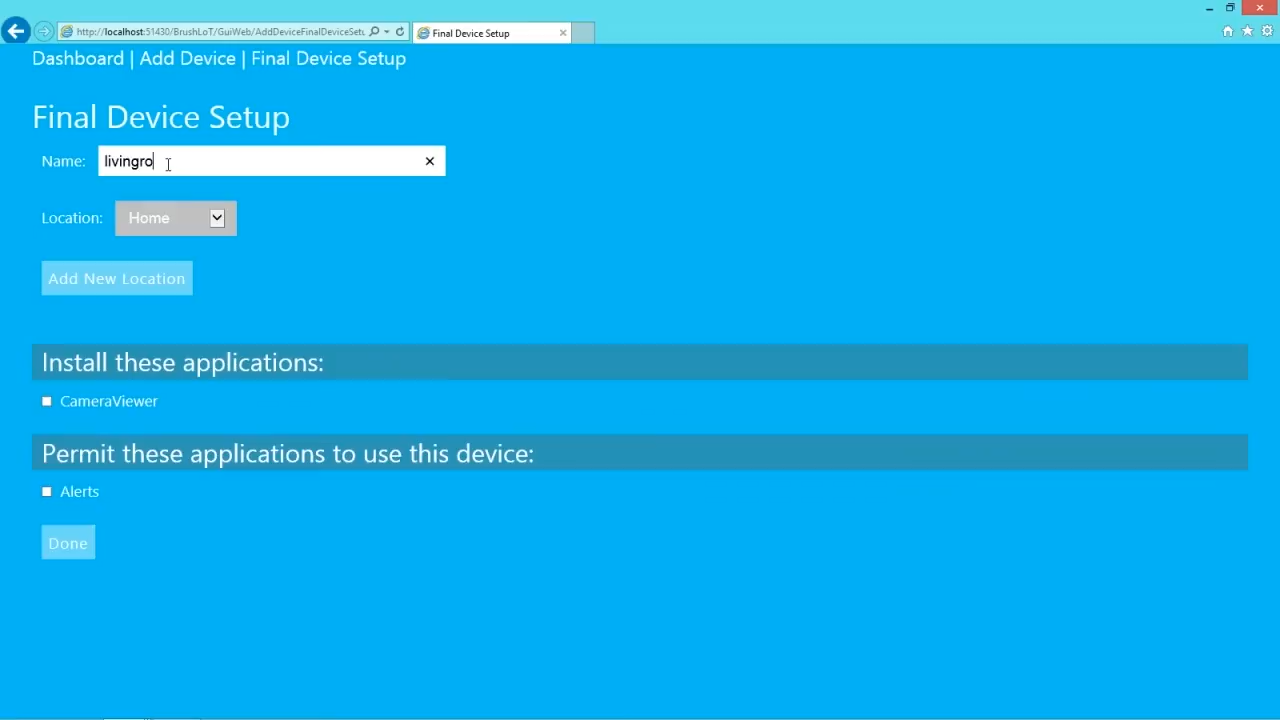 http://localhost:51430/BrushLoT/GuiWeb/AddDeviceFinalDeviceSetu
Final Device Setup
Dashboard | Add Device | Final Device Setup
Final Device Setup
Name: livingro
Location: Home
Add New Location
Install these applications:
CameraViewer
Permit these applications to use this device:
Alerts
Done